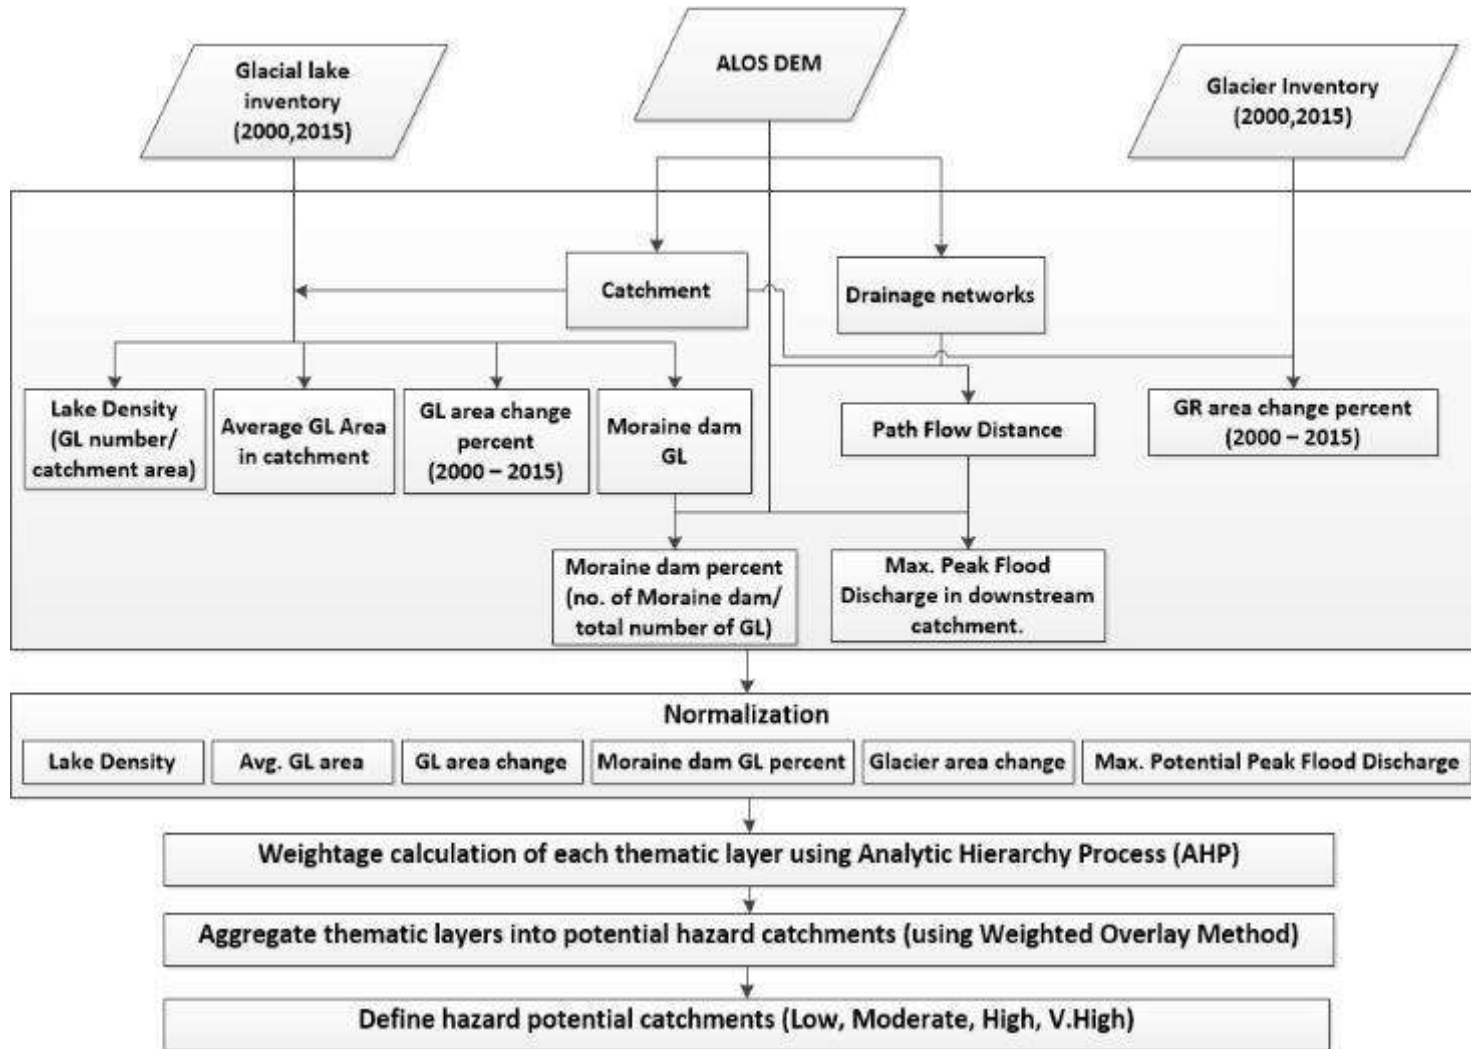 Glacial lake
inventory
(2000,2015)
ALOS DEM
Glacier Inventory
(2000,2015)
Catchment
Drainage networks
Lake Density
(GL number/
catchment area)
Average GL Area
in catchment
GL area change
percent
(2000 – 2015)
Moraine dam
GL
Path Flow Distance
GR area change percent
(2000 – 2015)
Moraine dam percent
(no. of Moraine dam/
total number of GL)
Max. Peak Flood
Discharge in downstream
catchment.
Normalization
Lake Density
Avg. GL area
GL area change
Moraine dam GL percent
Glacier area change
Max. Potential Peak Flood Discharge
Weightage calculation of each thematic layer using Analytic Hierarchy Process (AHP)
Aggregate thematic layers into potential hazard catchments (using Weighted Overlay Method)
Define hazard potential catchments (Low, Moderate, High, V.High)